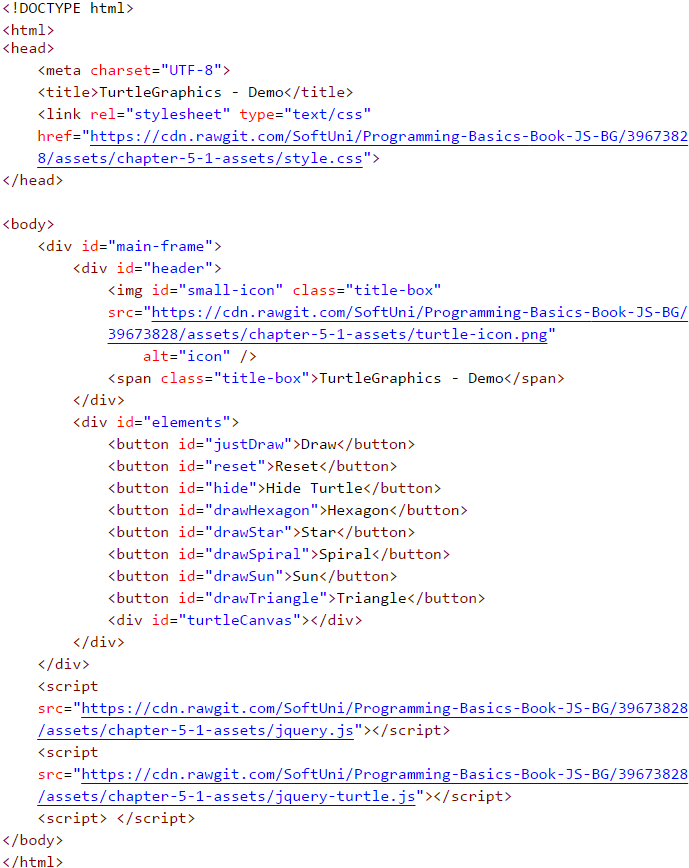 <!DOCTYPE html>
<html>
<head>
    <meta charset="UTF-8">
    <title>TurtleGraphics - Demo</title>
    <link rel="stylesheet" type="text/css"
    href="https://cdn.rawgit.com/SoftUni/Programming-Basics-Book-JS-BG/3967382
    8/assets/chapter-5-1-assets/style.css">
</head>

<body>
    <div id="main-frame">
        <div id="header">
            <img id="small-icon" class="title-box"
            src="https://cdn.rawgit.com/SoftUni/Programming-Basics-Book-JS-BG/
            39673828/assets/chapter-5-1-assets/turtle-icon.png"
                alt="icon" />
            <span class="title-box">TurtleGraphics - Demo</span>
        </div>
        <div id="elements">
            <button id="justDraw">Draw</button>
            <button id="reset">Reset</button>
            <button id="hide">Hide Turtle</button>
            <button id="drawHexagon">Hexagon</button>
            <button id="drawStar">Star</button>
            <button id="drawSpiral">Spiral</button>
            <button id="drawSun">Sun</button>
            <button id="drawTriangle">Triangle</button>
            <div id="turtleCanvas"></div>
        </div>
    </div>
    <script
    src="https://cdn.rawgit.com/SoftUni/Programming-Basics-Book-JS-BG/39673828
    /assets/chapter-5-1-assets/jquery.js"></script>
    <script
    src="https://cdn.rawgit.com/SoftUni/Programming-Basics-Book-JS-BG/39673828
    /assets/chapter-5-1-assets/jquery-turtle.js"></script>
    <script> </script>
</body>
</html>